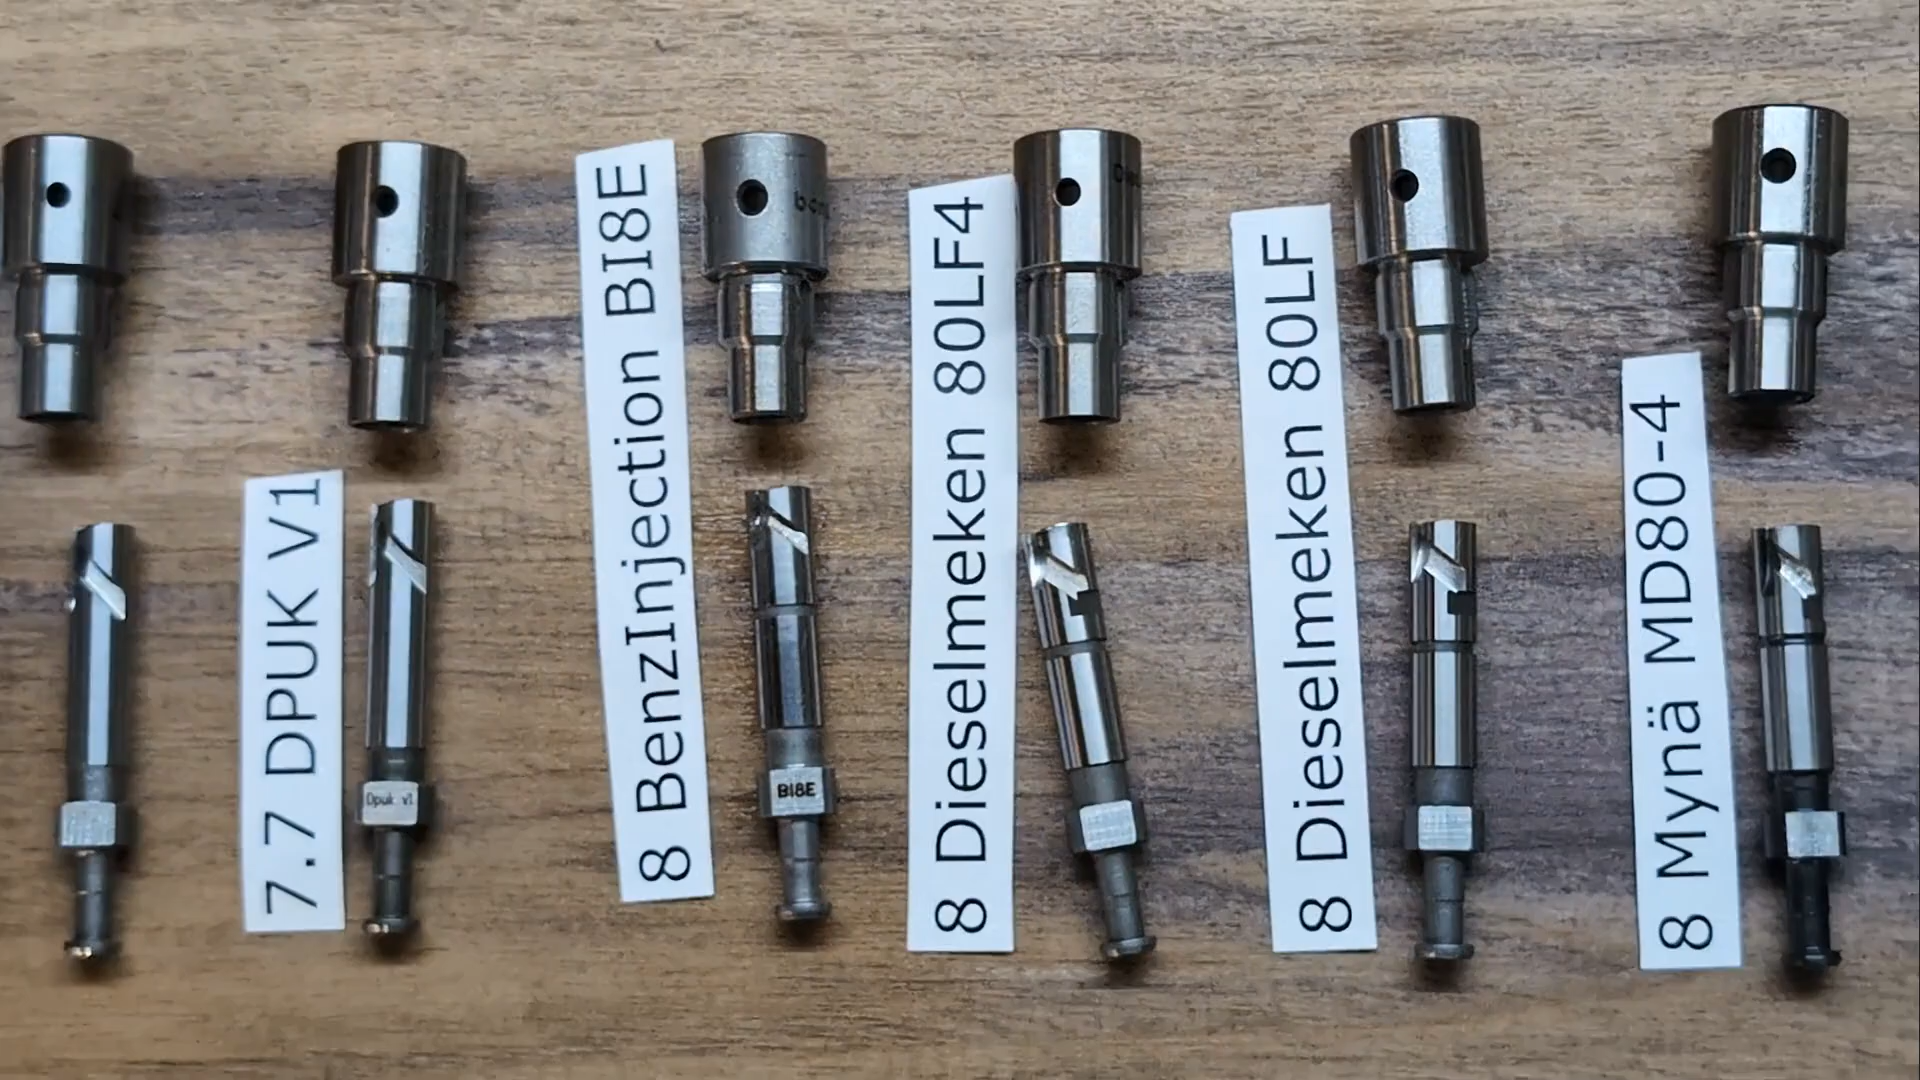 7.7 DPUK V1
8 BenzInjection BI8E
8 Dieselmeken 80LF4
8 Dieselmeken 80LF
8 Mynä MD80-4
Dpuk v1
BI8E